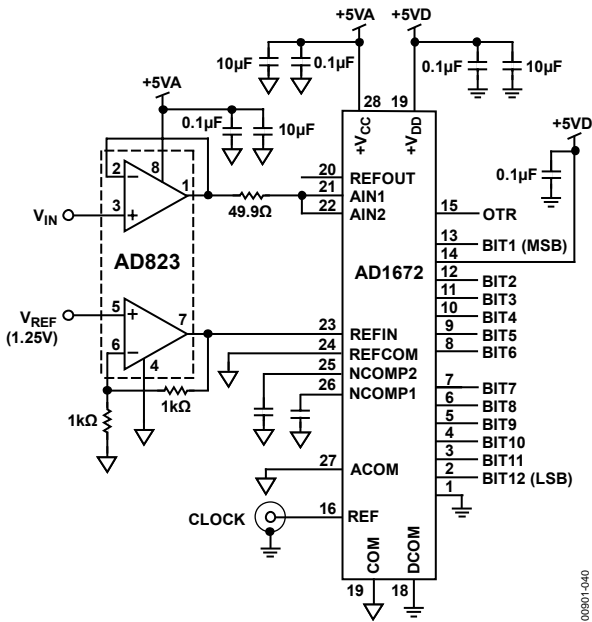 +5VA
+5VD
10µF
0.1µF
0.1µF
10µF
+5VA
0.1µF
10µF
28
19
+VCC
+VDD
+5VD
0.1µF
2
8
1
3
VIN
49.9Ω
20
REFOUT
21
AIN1
22
AIN2
15
OTR
13
BIT1 (MSB)
14
AD823
AD1672
12
BIT2
11
BIT3
10
BIT4
9
BIT5
8
BIT6
VREF
(1.25V)
5
7
6
4
23
REFIN
24
REFCOM
25
NCOMP2
26
NCOMP1
1kΩ
1kΩ
7
BIT7
6
BIT8
5
BIT9
4
BIT10
3
BIT11
2
BIT12 (LSB)
1
27
ACOM
CLOCK
16
REF
COM
DCOM
19
18
00901-040